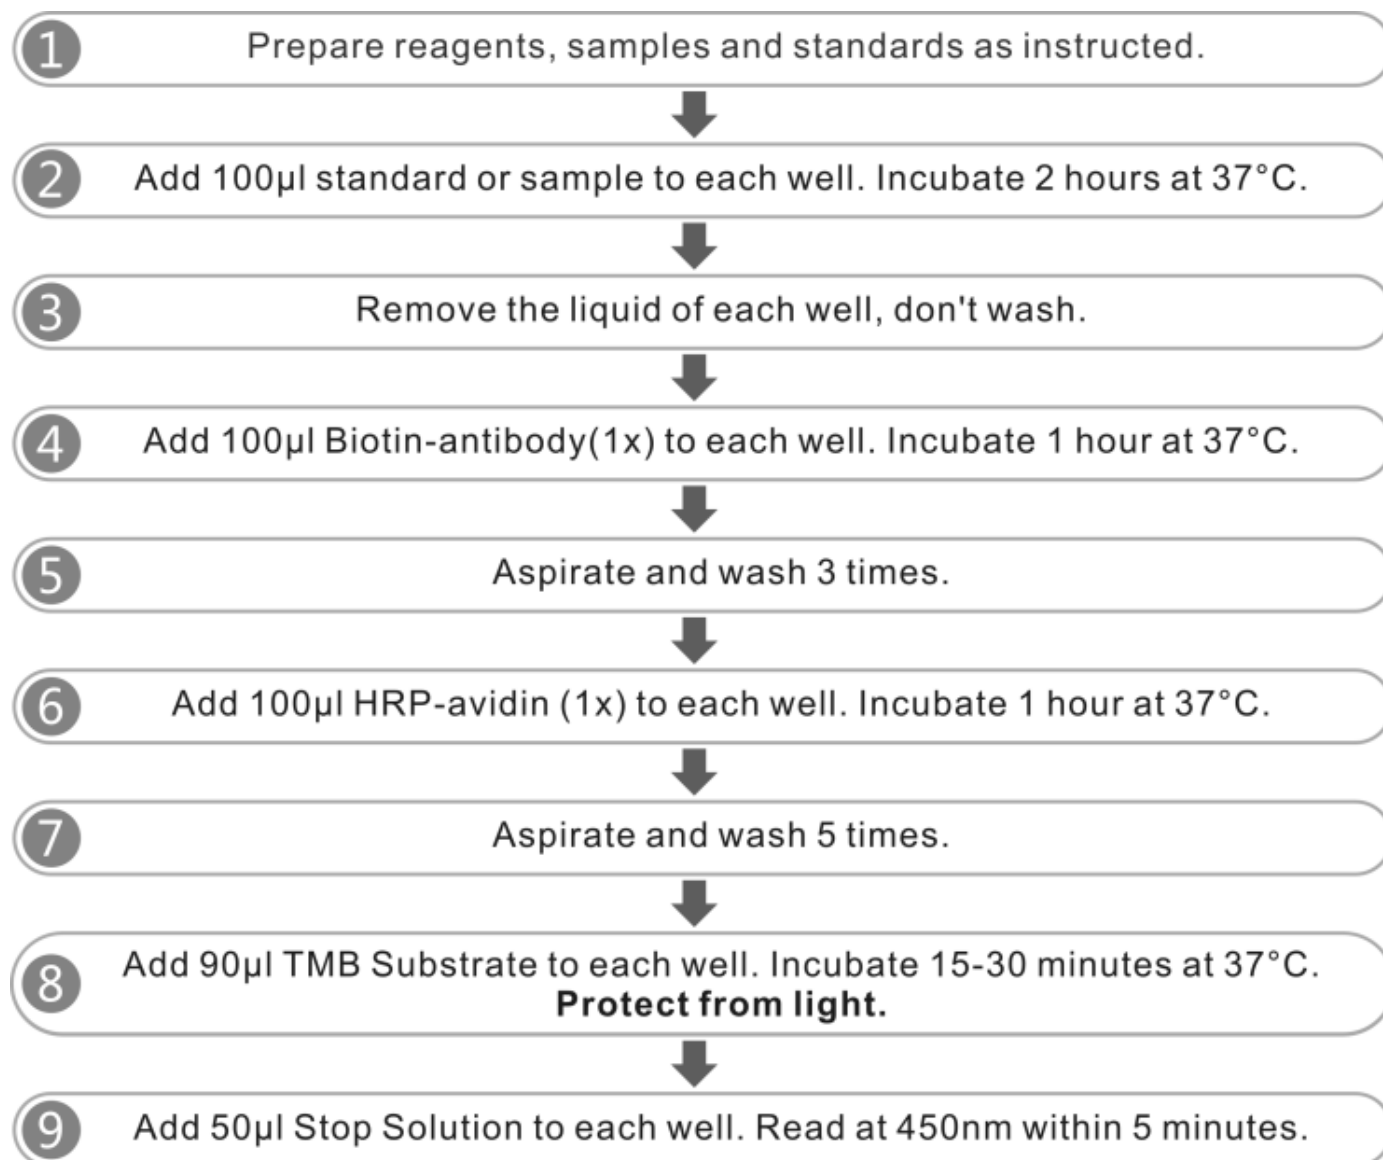 1 Prepare reagents, samples and standards as instructed.
2 Add 100µl standard or sample to each well. Incubate 2 hours at 37°C.
3 Remove the liquid of each well, don't wash.
4 Add 100µl Biotin-antibody(1x) to each well. Incubate 1 hour at 37°C.
5 Aspirate and wash 3 times.
6 Add 100µl HRP-avidin (1x) to each well. Incubate 1 hour at 37°C.
7 Aspirate and wash 5 times.
8 Add 90µl TMB Substrate to each well. Incubate 15-30 minutes at 37°C.
Protect from light.
9 Add 50µl Stop Solution to each well. Read at 450nm within 5 minutes.